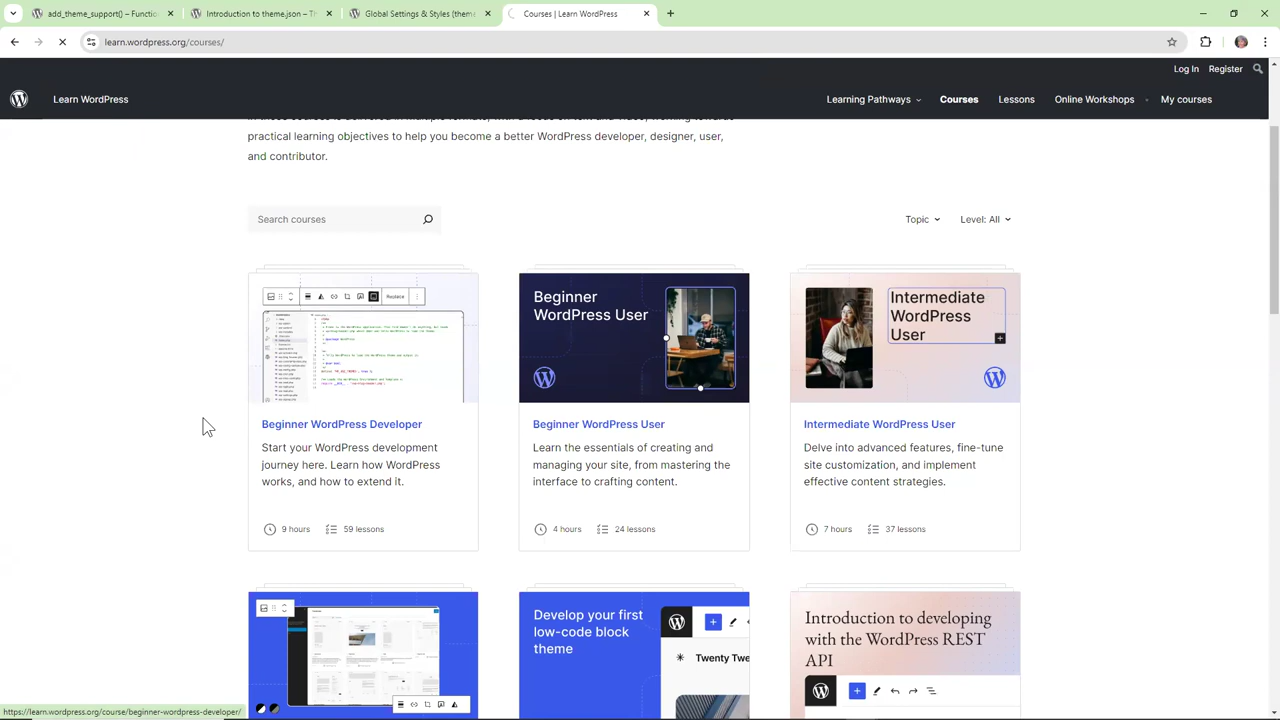 add_theme_support() – Functio
Introduction to theme.json – Th
Global Settings & Styles (theme
Courses | Learn WordPress
learn.wordpress.org/courses/
Log In Register
Learn WordPress
Learning Pathways Courses Lessons Online Workshops My courses
practical learning objectives to help you become a better WordPress developer, designer, user,
and contributor.
Search courses
Topic Level: All
Replace
Beginner
WordPress User
Intermediate
WordPress
User
Beginner WordPress Developer
Start your WordPress development
journey here. Learn how WordPress
works, and how to extend it.
9 hours 59 lessons
Beginner WordPress User
Learn the essentials of creating and
managing your site, from mastering the
interface to crafting content.
4 hours 24 lessons
Intermediate WordPress User
Delve into advanced features, fine-tune
site customization, and implement
effective content strategies.
7 hours 37 lessons
Develop your first
low-code block
theme
Twenty Twe
Introduction to developing
with the WordPress REST
API
https://learn.wordpress.org/course/beginner-wordpress-developer/